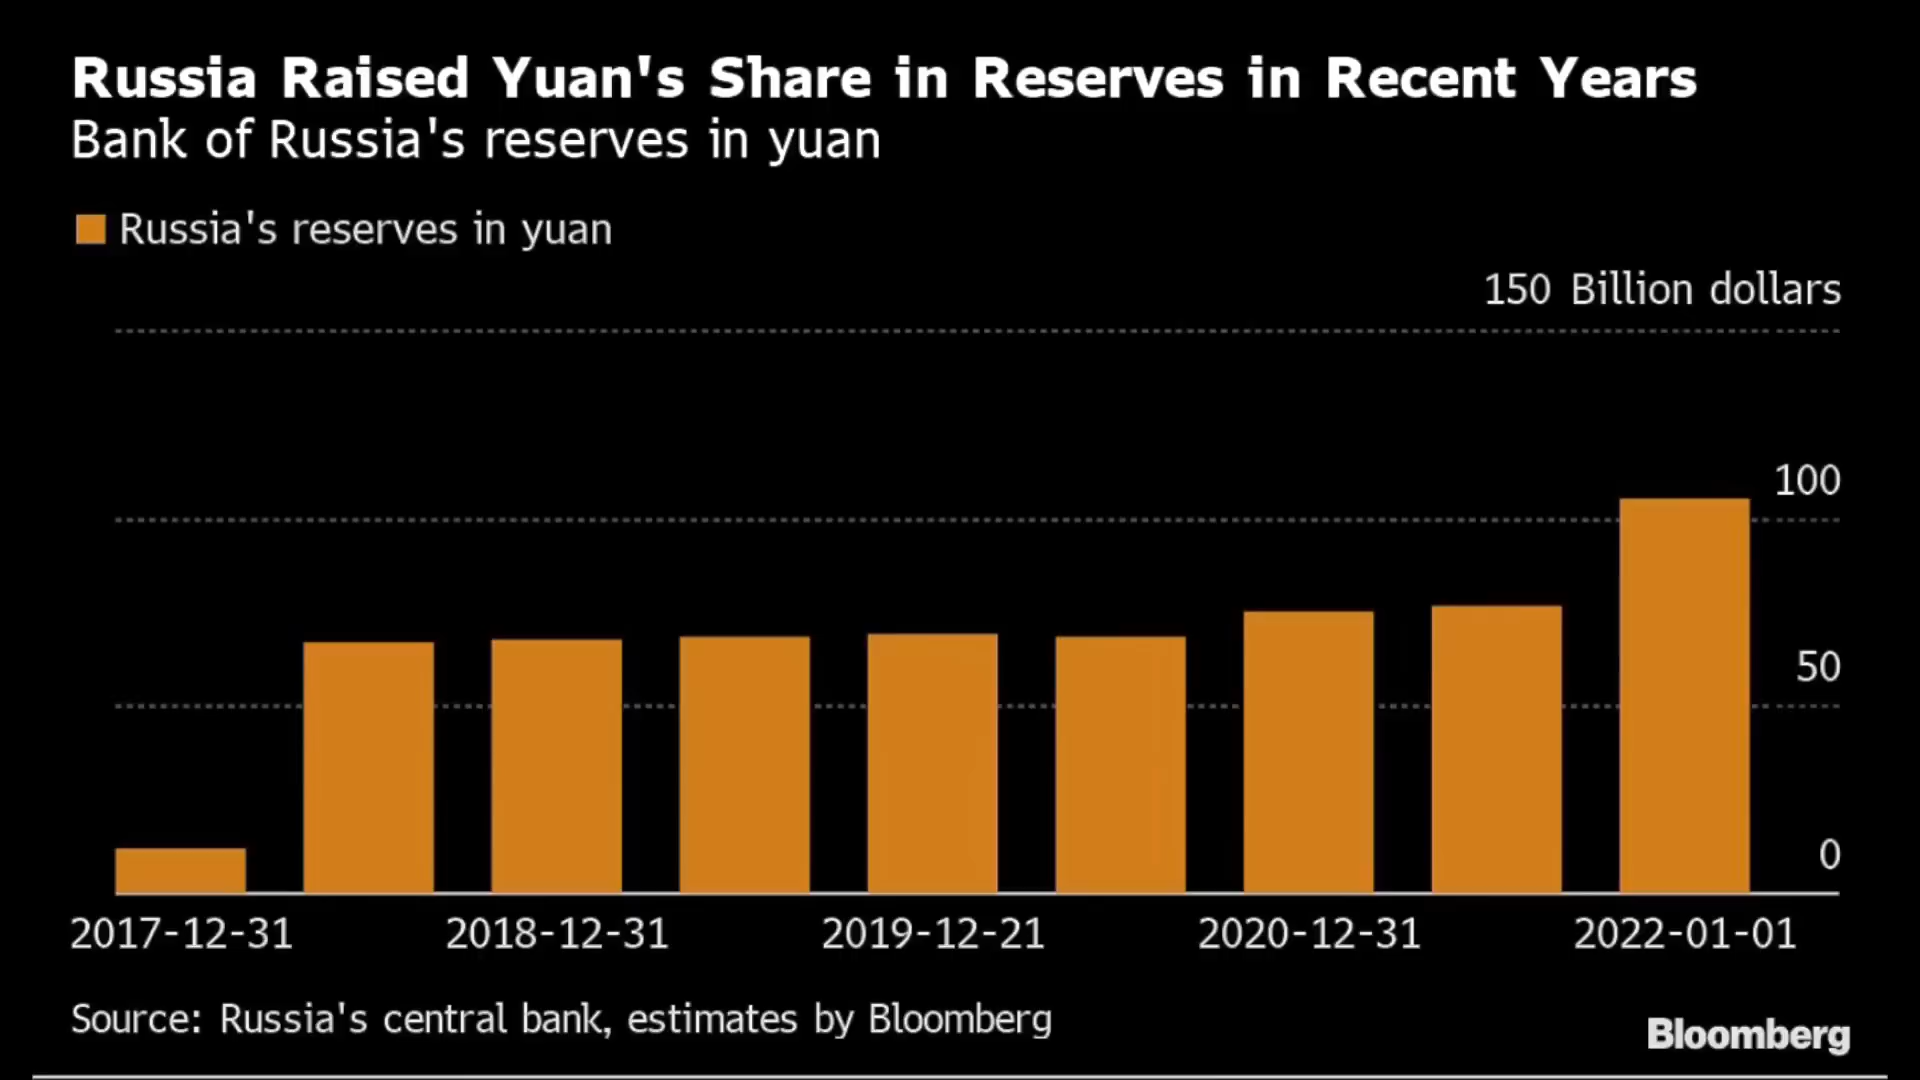 Russia Raised Yuan's Share in Reserves in Recent Years
Bank of Russia's reserves in yuan
Russia's reserves in yuan
150 Billion dollars
100
50
0
2017-12-31 2018-12-31 2019-12-21 2020-12-31 2022-01-01
Source: Russia's central bank, estimates by Bloomberg
Bloomberg